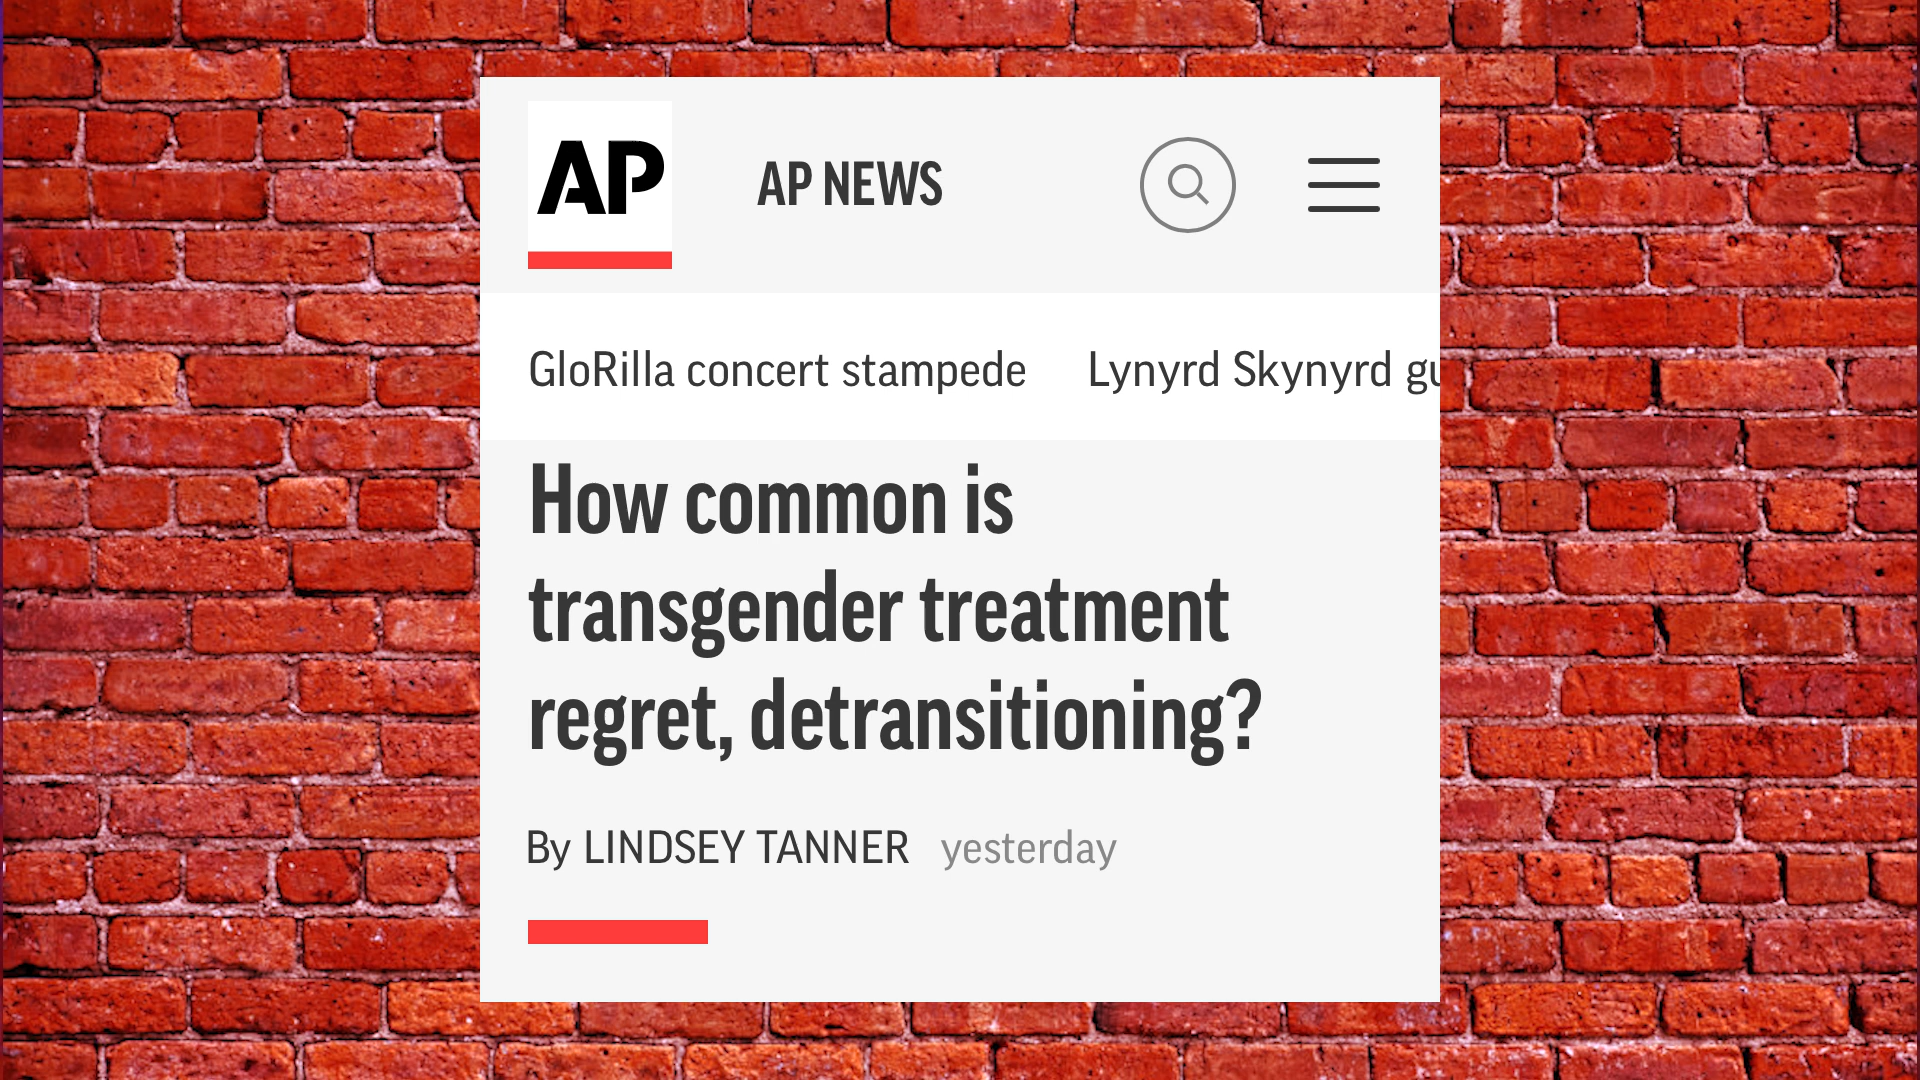 AP
AP NEWS
GloRilla concert stampede
Lynyrd Skynyrd
How common is
transgender treatment
regret, detransitioning?
By LINDSEY TANNER yesterday